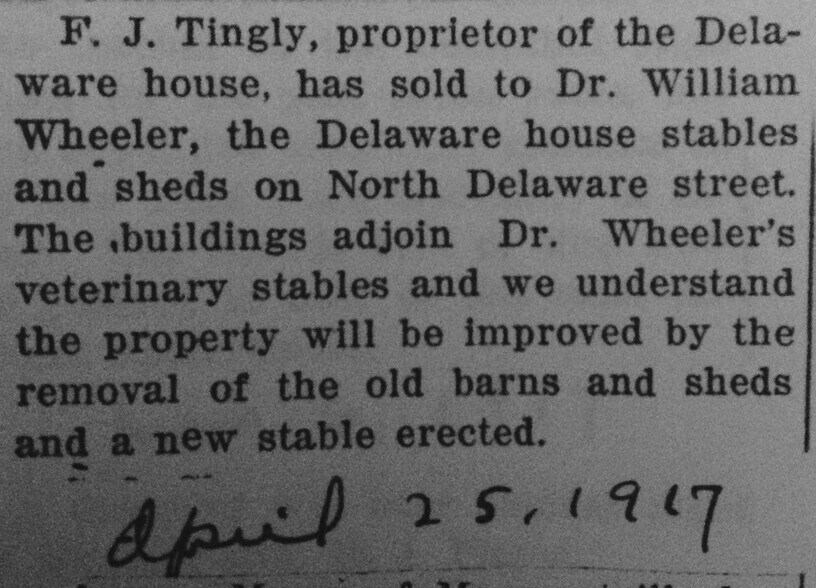 F. J. Tingly, proprietor of the Dela-
ware house, has sold to Dr. William
Wheeler, the Delaware house stables
and sheds on North Delaware street.
The buildings adjoin Dr. Wheeler's
veterinary stables and we understand
the property will be improved by the
removal of the old barns and sheds
and a new stable erected.
April 25, 1917